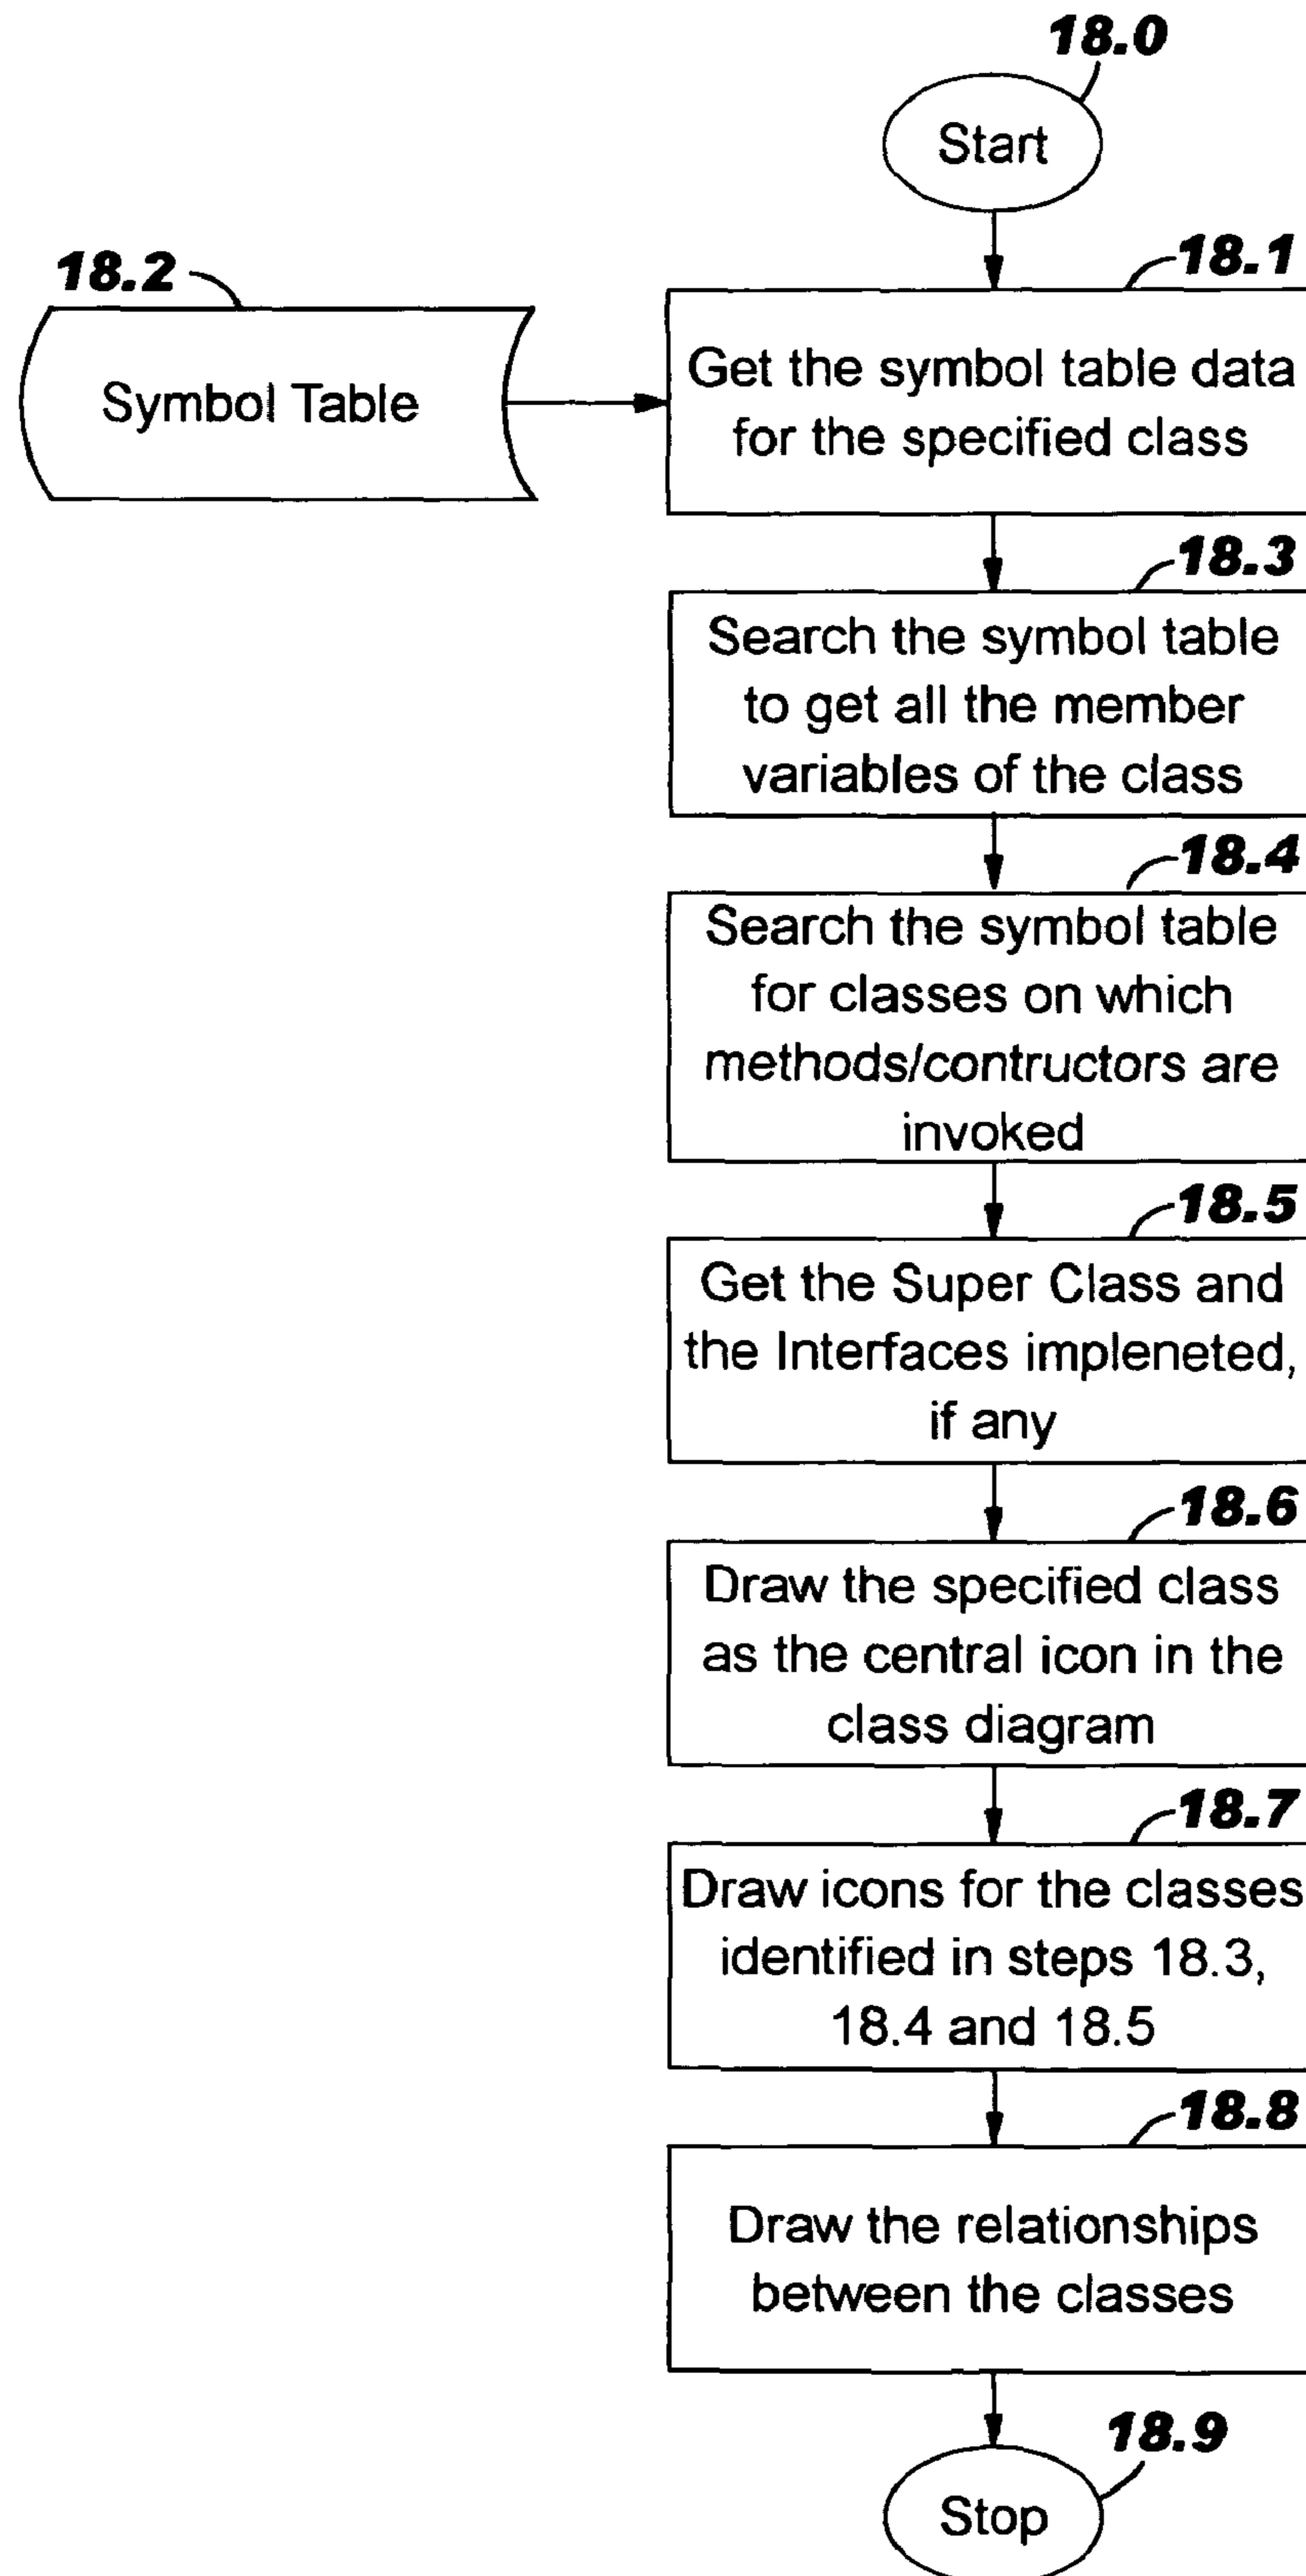 18.0
Start
18.2
18.1
Symbol Table
Get the symbol table data
for the specified class
18.3
Search the symbol table
to get all the member
variables of the class
18.4
Search the symbol table
for classes on which
methods/contructors are
invoked
18.5
Get the Super Class and
the Interfaces impleneted,
if any
18.6
Draw the specified class
as the central icon in the
class diagram
18.7
Draw icons for the classes
identified in steps 18.3,
18.4 and 18.5
18.8
Draw the relationships
between the classes
18.9
Stop